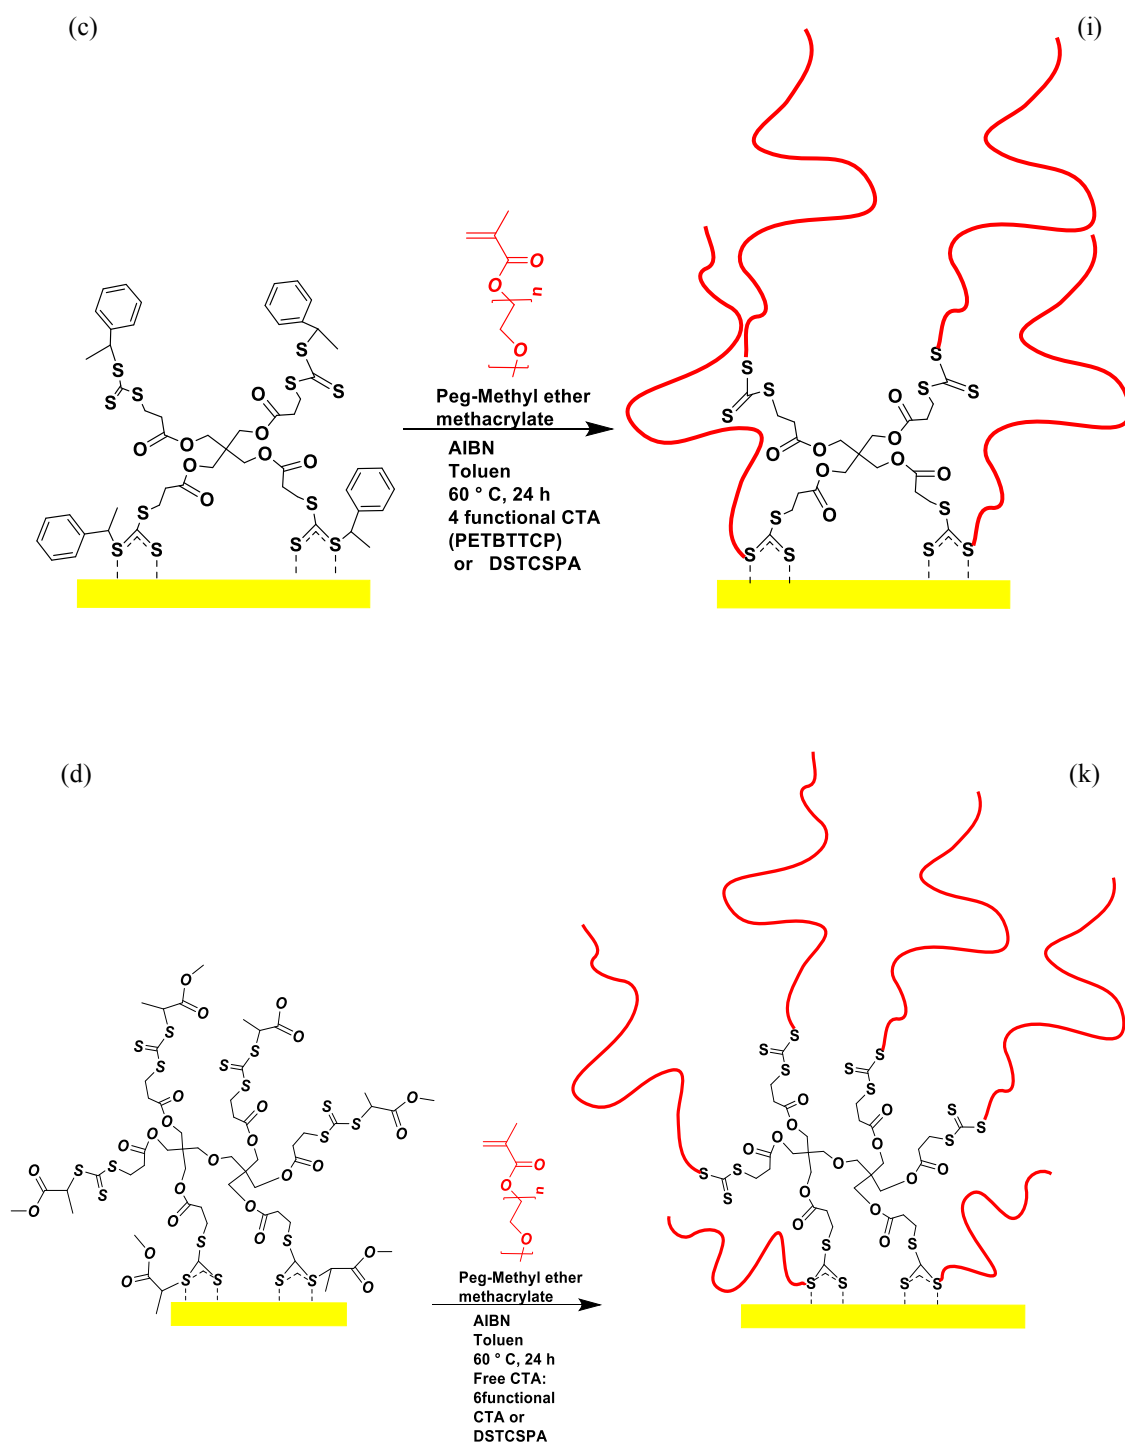 (c)
(i)
O
O
n
O
Peg-Methyl ether
methacrylate
AIBN
Toluen
60 ° C, 24 h
4 functional CTA
(PETBTTCP)
or DSTCSPA
S
S
S
S
S
S
O
O
O
O
O
O
O
O
S
S
S
S
S
S
S
S
S
S
S
S
O
O
O
O
O
O
O
O
S
S
S
S
S
S
(d)
(k)
O
O
n
O
Peg-Methyl ether
methacrylate
AIBN
Toluen
60 ° C, 24 h
Free CTA:
6functional
CTA or
DSTCSPA
O
O
O
O
S
S
S
S
S
S
O
O
O
O
S
S
S
O
O
O
O
O
O
O
O
S
S
S
O
O
O
O
O
O
O
S
S
O
O
O
O
S
S
S
S
S
S
S
S
S
S
O
O
O
O
S
S
S
S
S
S
O
O
O
O
O
O
O
O
O
S
S
S
S
S
S